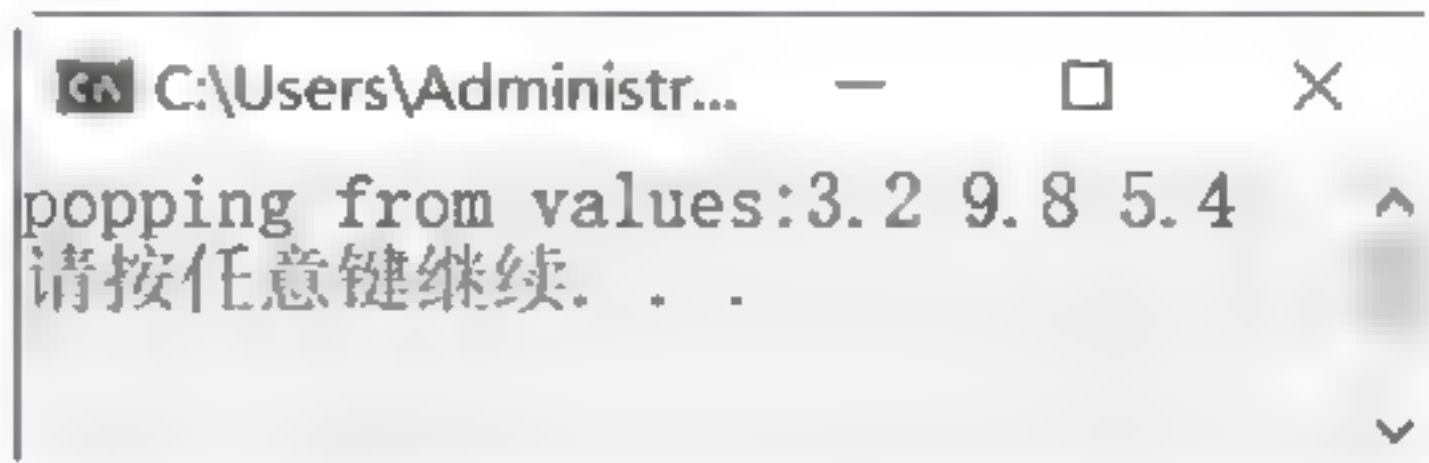 C:\Users\Administr...
popping from values:3.2 9.8 5.4
请按任意键继续. . .